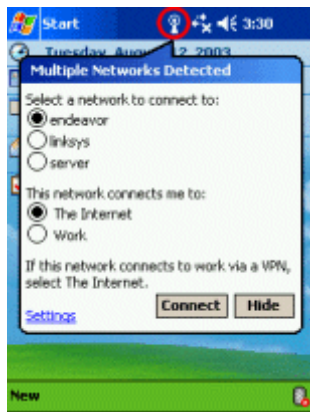 Start 3:30
Tuesday, August 12, 2003
Multiple Networks Detected
Select a network to connect to:
endeavor
linksys
server
This network connects me to:
The Internet
Work
If this network connects to work via a VPN,
select The Internet.
Settings Connect Hide
New